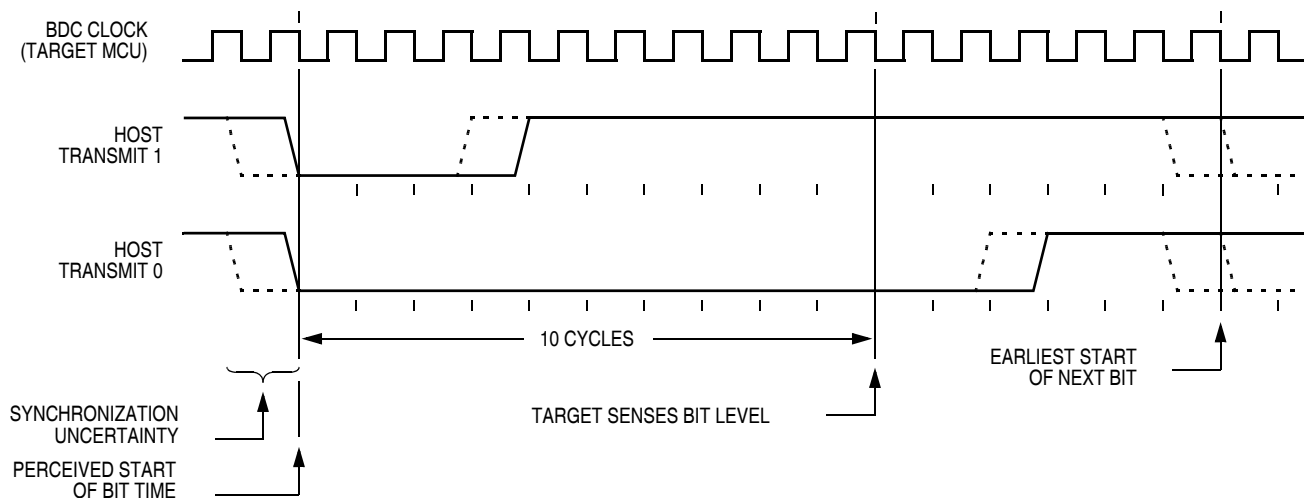 BDC CLOCK
(TARGET MCU)
HOST
TRANSMIT 1
HOST
TRANSMIT 0
10 CYCLES
EARLIEST START
OF NEXT BIT
SYNCHRONIZATION
UNCERTAINTY
TARGET SENSES BIT LEVEL
PERCEIVED START
OF BIT TIME